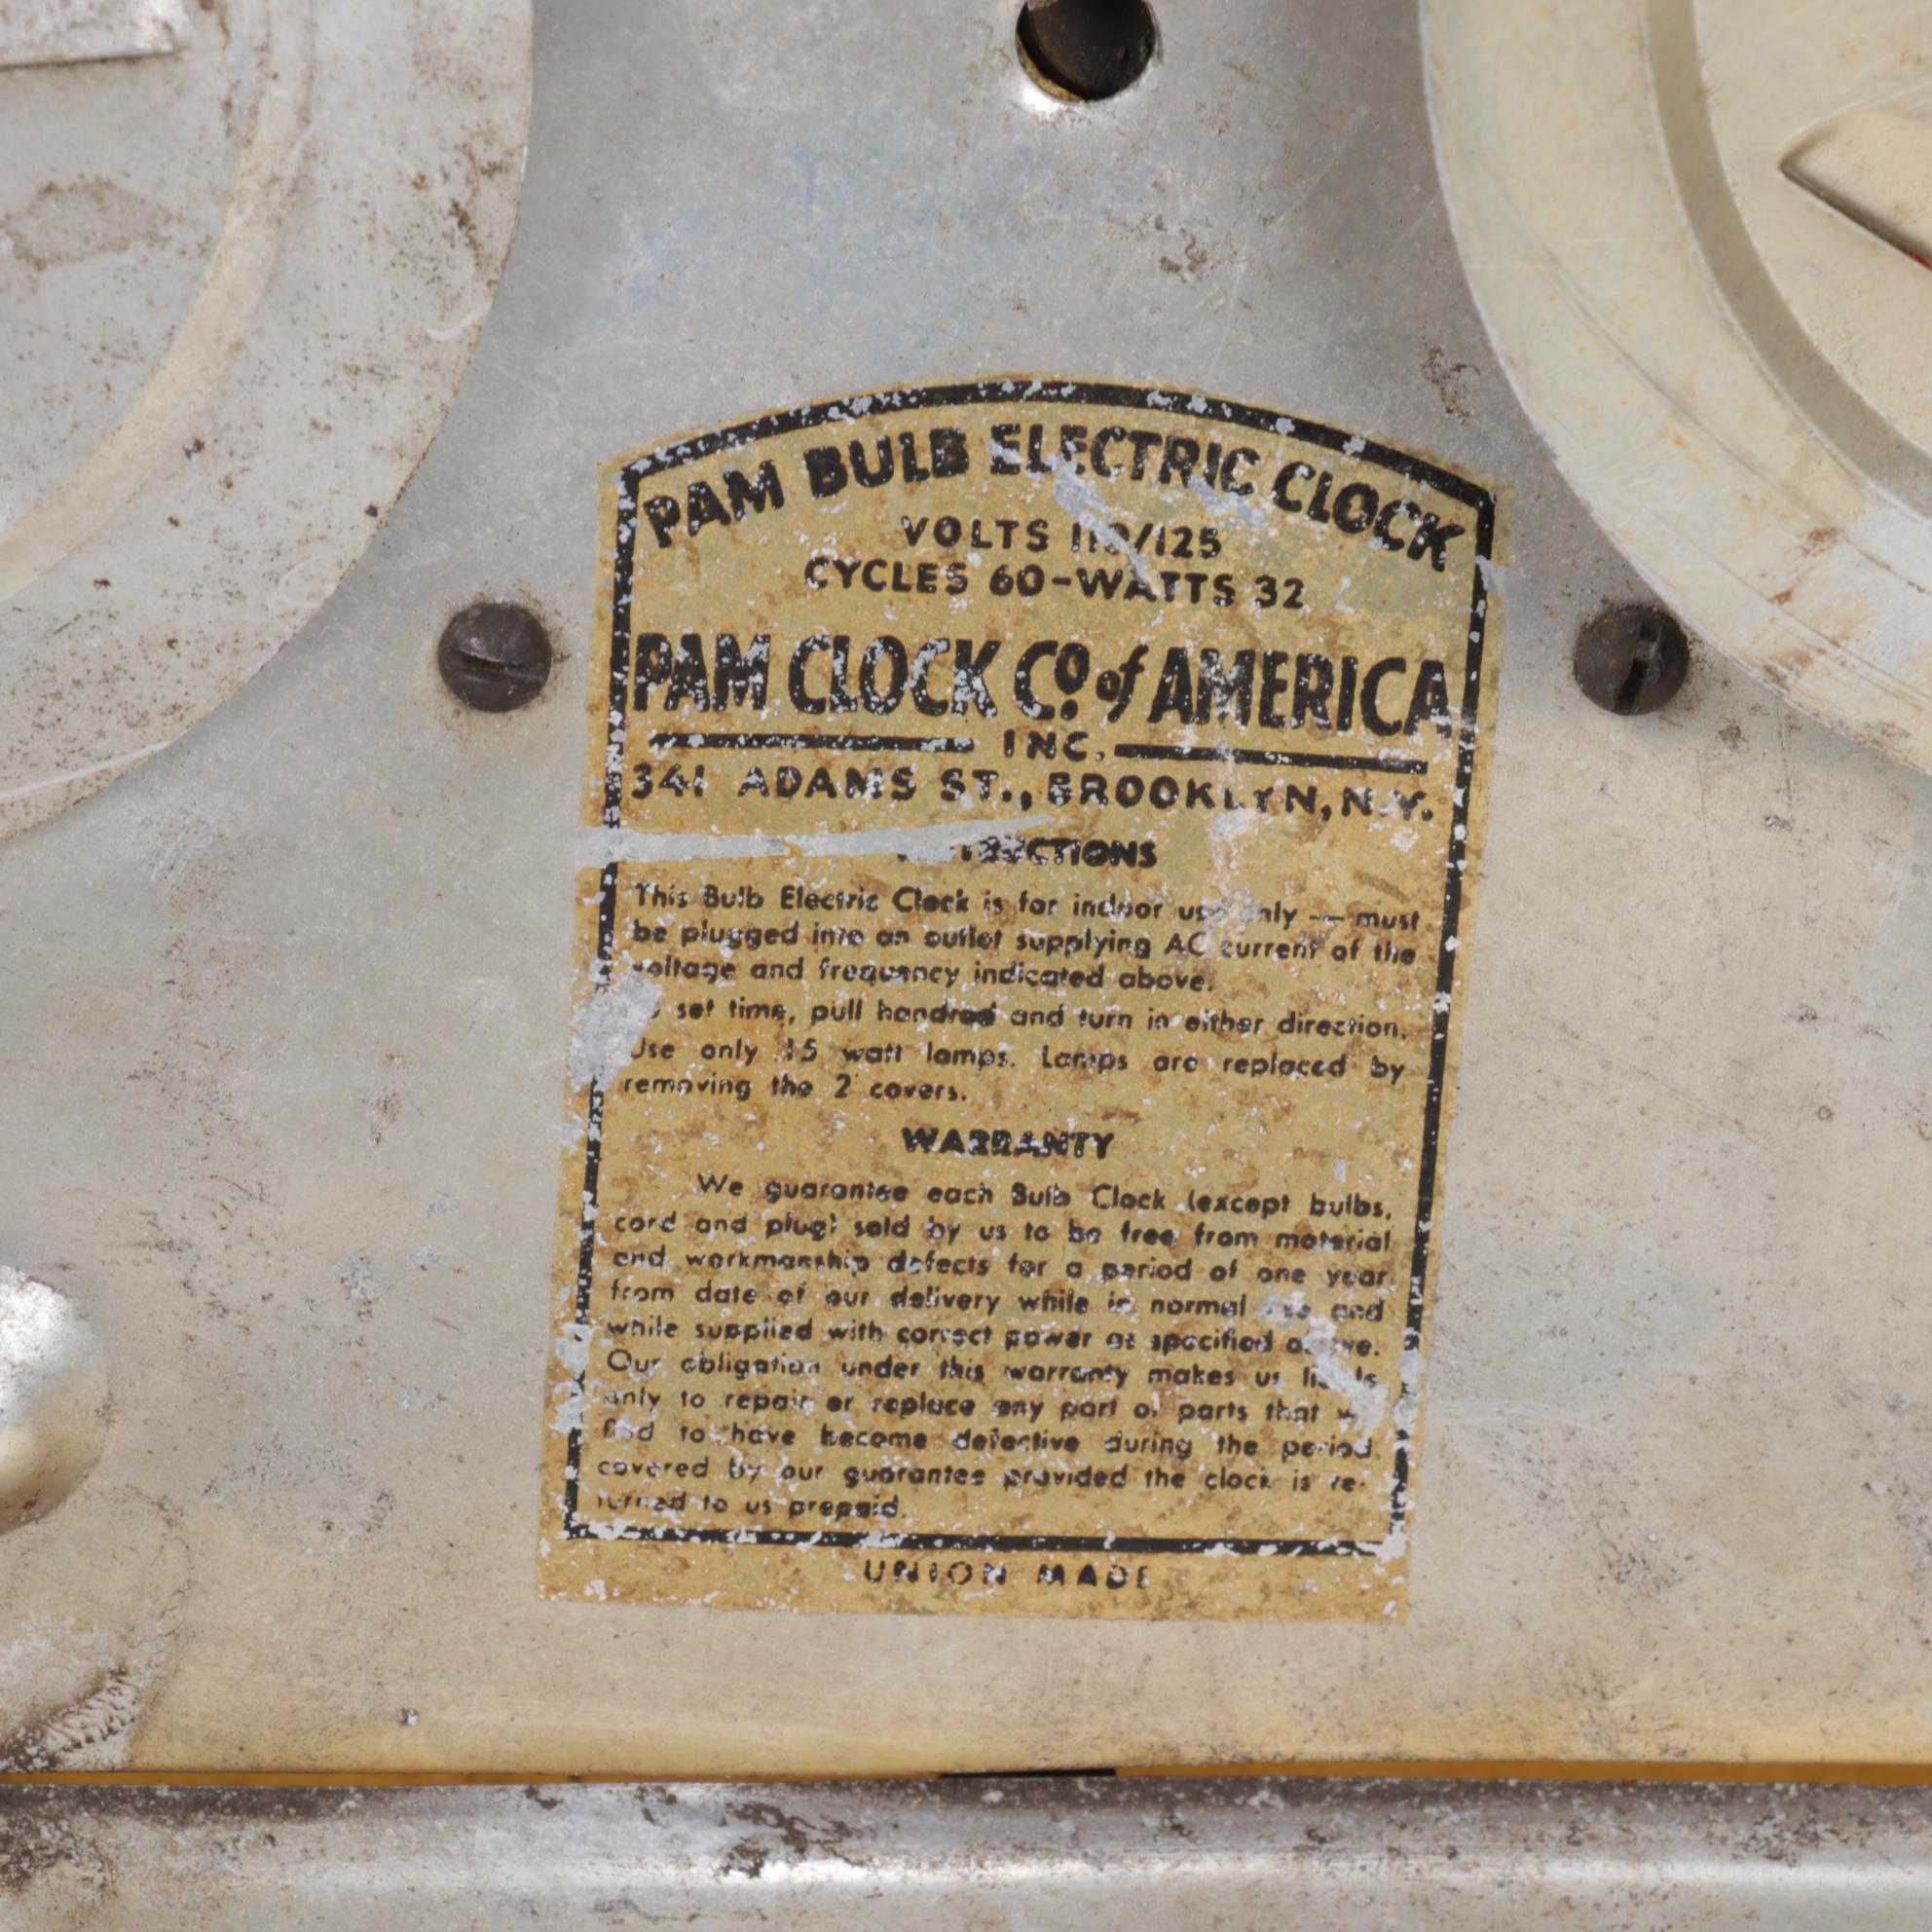 PAM BULB ELECTRIC CLOCK
VOLTS 110/125
CYCLES 60-WATTS 32
PAM CLOCK Co. of AMERICA
INC.
341 ADAMS ST., BROOKLYN, N.Y.
INSTRUCTIONS
This Bulb Electric Clock is for indoor use only — must
be plugged into an outlet supplying AC current of the
voltage and frequency indicated above.
set time, pull handrod and turn in either direction.
Use only 15 watt lamps. Lamps are replaced by
removing the 2 covers.
WARRANTY
We guarantee each Bulb Clock (except bulbs,
cord and plug) sold by us to be free from material
and workmanship defects for a period of one year
from date of our delivery while in normal use and
while supplied with correct power as specified above.
Our obligation under this warranty makes us liable
only to repair or replace any part or parts that
find to have become defective during the period
covered by our guarantee provided the clock is re-
turned to us prepaid.
UNION MADE